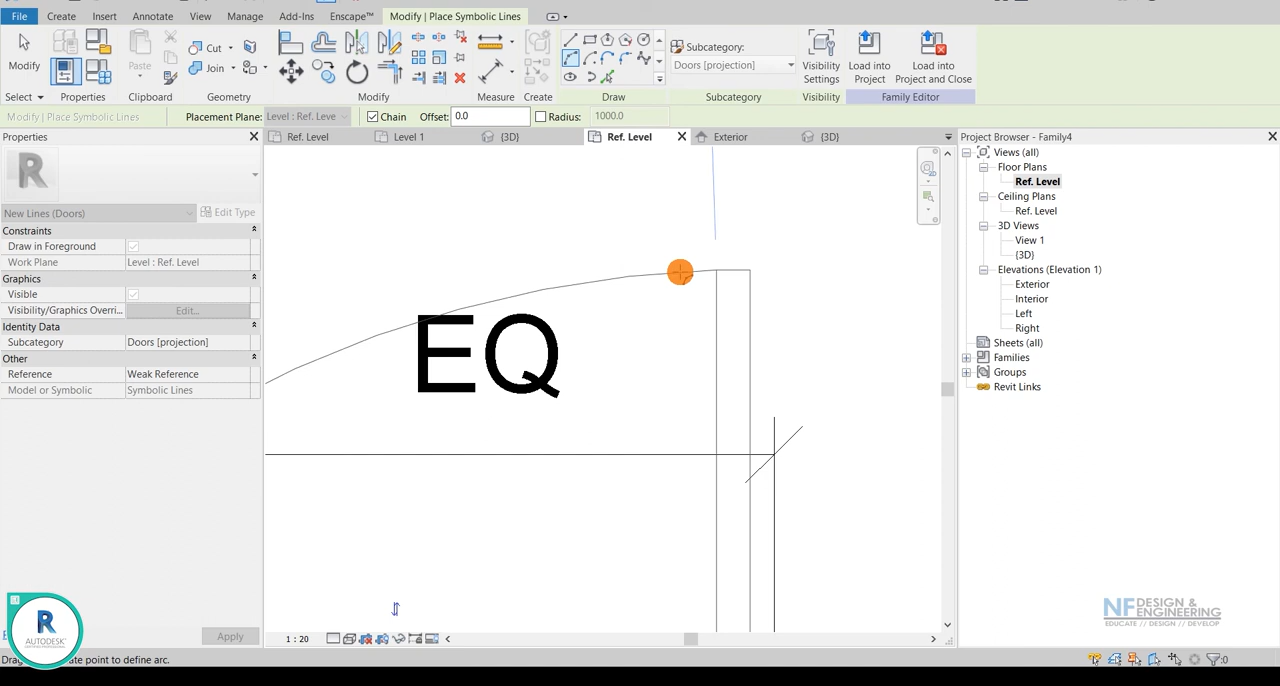 File Create Insert Annotate View Manage Add-Ins Enscape™ Modify | Place Symbolic Lines
Modify Paste Cut Join Load into Project Load into Project and Close
Visibility Settings
Subcategory:
Doors [projection]
Select Properties Clipboard Geometry Modify Measure Create Draw Subcategory Visibility Family Editor
Modify | Place Symbolic Lines Placement Plane: Level : Ref. Leve Chain Offset: 0.0 Radius: 1000.0
Properties Ref. Level Level 1 {3D} Ref. Level Exterior {3D} Project Browser - Family4
R
New Lines (Doors) Edit Type
Constraints
Draw in Foreground
Work Plane Level : Ref. Level
Graphics
Visible
Visibility/Graphics Overri... Edit...
Identity Data
Subcategory Doors [projection]
Other
Reference Weak Reference
Model or Symbolic Symbolic Lines
EQ
Views (all)
Floor Plans
Ref. Level
Ceiling Plans
Ref. Level
3D Views
View 1
{3D}
Elevations (Elevation 1)
Exterior
Interior
Left
Right
Sheets (all)
Families
Groups
Revit Links
NF DESIGN & ENGINEERING
EDUCATE // DESIGN // DEVELOP
R
AUTODESK
Apply
1 : 20
ate point to define arc.
:0